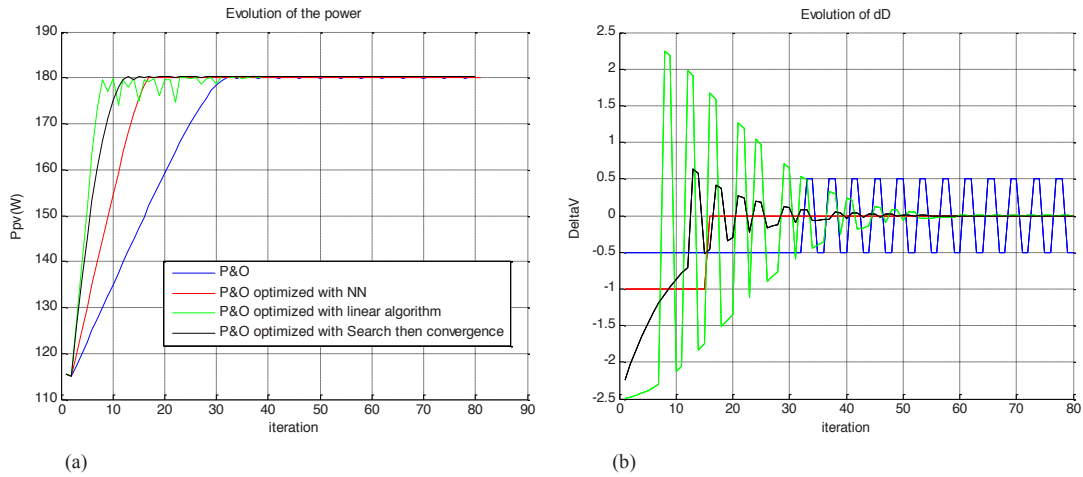 Evolution of the power
190
180
170
160
150
140
130
120
110
Ppv(W)
P&O
P&O optimized with NN
P&O optimized with linear algorithm
P&O optimized with Search then convergence
0 10 20 30 40 50 60 70 80 90
iteration
(a)
Evolution of dD
2.5
2
1.5
1
0.5
0
-0.5
-1
-1.5
-2
-2.5
DeltaV
0 10 20 30 40 50 60 70 80
iteration
(b)